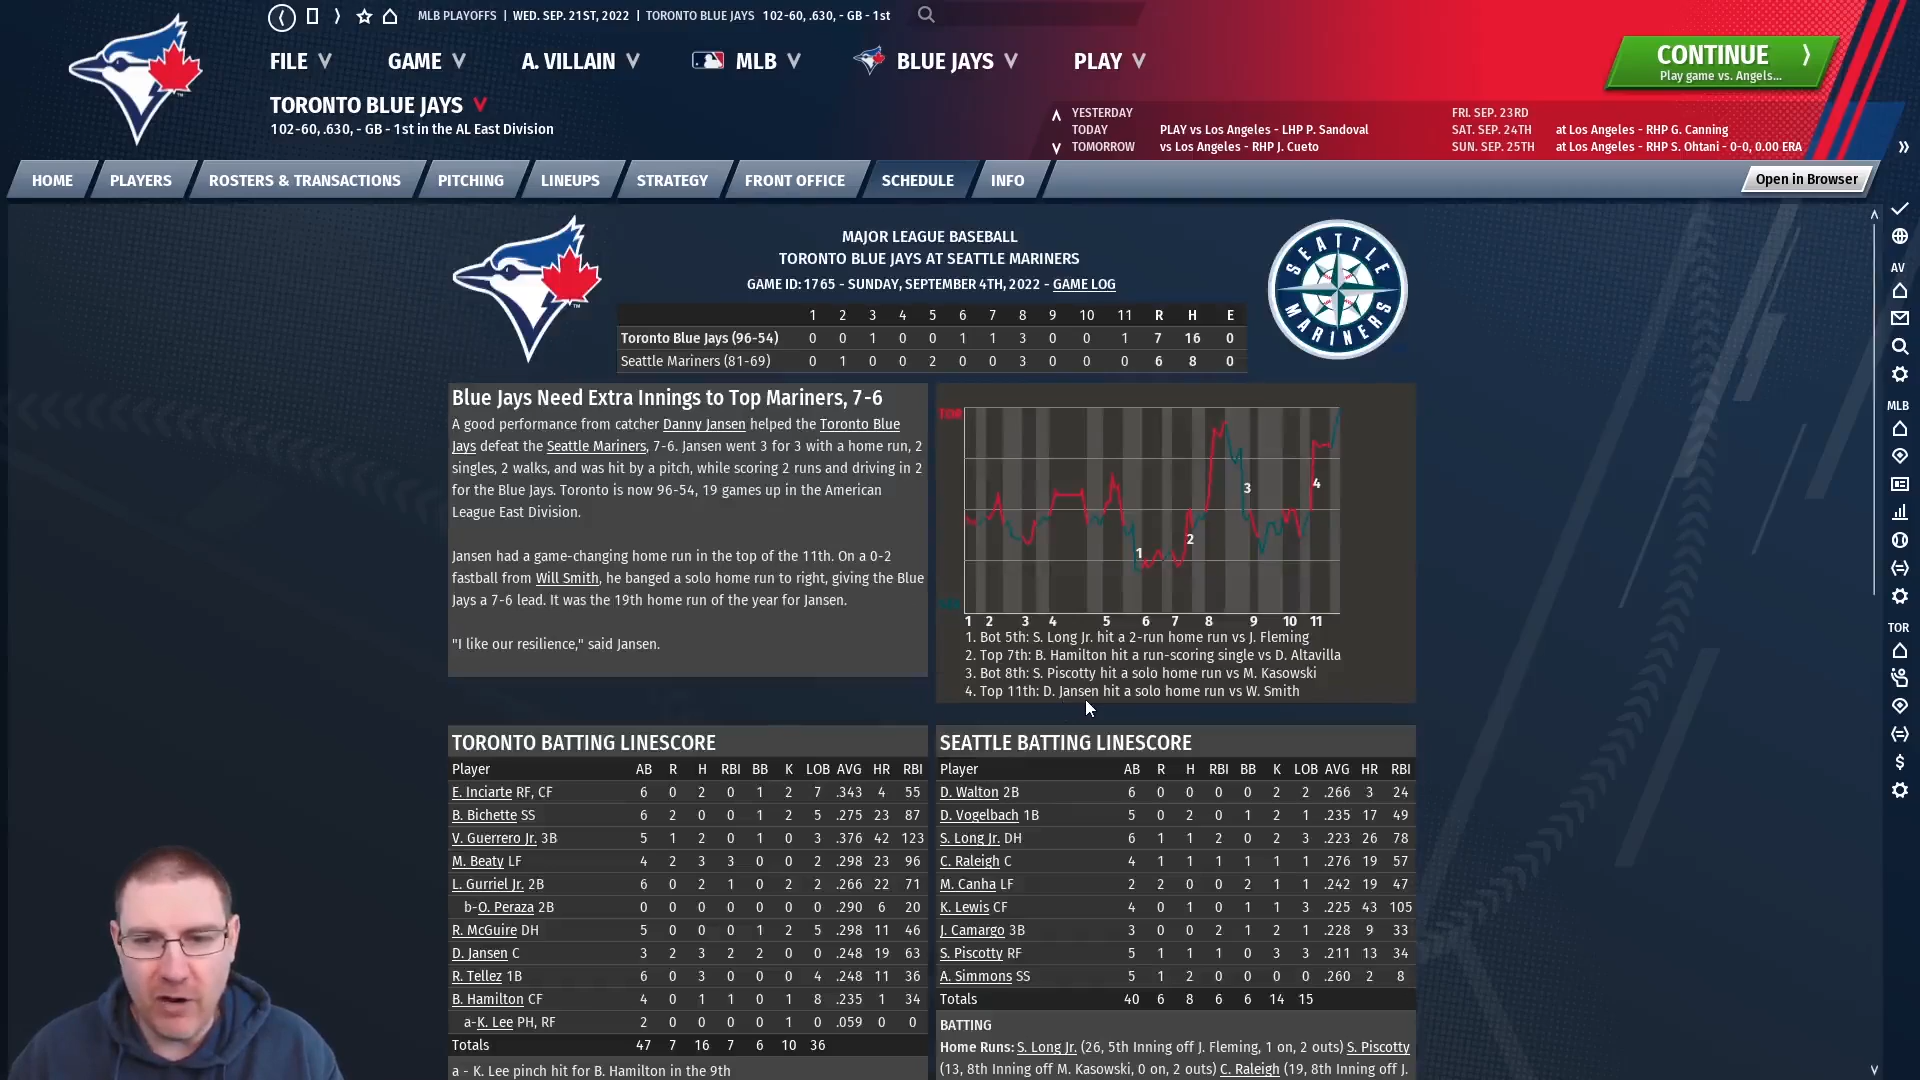 MLB PLAYOFFS | WED. SEP. 21ST, 2022 | TORONTO BLUE JAYS 102-60, .630, - GB - 1st
FILE GAME A. VILLAIN MLB BLUE JAYS PLAY
CONTINUE
Play game vs. Angels...
TORONTO BLUE JAYS
102-60, .630, - GB - 1st in the AL East Division
YESTERDAY FRI. SEP. 23RD
TODAY PLAY vs Los Angeles - LHP P. Sandoval SAT. SEP. 24TH at Los Angeles - RHP G. Canning
TOMORROW vs Los Angeles - RHP J. Cueto SUN. SEP. 25TH at Los Angeles - RHP S. Ohtani - 0-0, 0.00 ERA
HOME PLAYERS ROSTERS & TRANSACTIONS PITCHING LINEUPS STRATEGY FRONT OFFICE SCHEDULE INFO Open in Browser
MAJOR LEAGUE BASEBALL
TORONTO BLUE JAYS AT SEATTLE MARINERS
GAME ID: 1765 - SUNDAY, SEPTEMBER 4TH, 2022 - GAME LOG
SEATTLE MARINERS
1 2 3 4 5 6 7 8 9 10 11 R H E
Toronto Blue Jays (96-54) 0 0 1 0 0 1 1 3 0 0 1 7 16 0
Seattle Mariners (81-69) 0 1 0 0 2 0 0 3 0 0 0 6 8 0
Blue Jays Need Extra Innings to Top Mariners, 7-6
A good performance from catcher Danny Jansen helped the Toronto Blue
Jays defeat the Seattle Mariners, 7-6. Jansen went 3 for 3 with a home run, 2
singles, 2 walks, and was hit by a pitch, while scoring 2 runs and driving in 2
for the Blue Jays. Toronto is now 96-54, 19 games up in the American
League East Division.
Jansen had a game-changing home run in the top of the 11th. On a 0-2
fastball from Will Smith, he banged a solo home run to right, giving the Blue
Jays a 7-6 lead. It was the 19th home run of the year for Jansen.
"I like our resilience," said Jansen.
TOR
3
4
2
1
1 2 3 4 5 6 7 8 9 10 11
1. Bot 5th: S. Long Jr. hit a 2-run home run vs J. Fleming
2. Top 7th: B. Hamilton hit a run-scoring single vs D. Altavilla
3. Bot 8th: S. Piscotty hit a solo home run vs M. Kasowski
4. Top 11th: D. Jansen hit a solo home run vs W. Smith
TORONTO BATTING LINESCORE
Player AB R H RBI BB K LOB AVG HR RBI
E. Inciarte RF, CF 6 0 2 0 1 2 7 .343 4 55
B. Bichette SS 6 2 0 0 1 2 5 .275 23 87
V. Guerrero Jr. 3B 5 1 2 0 1 0 3 .376 42 123
M. Beaty LF 4 2 3 3 0 0 2 .298 23 96
L. Gurriel Jr. 2B 6 0 2 1 0 2 2 .266 22 71
b-O. Peraza 2B 0 0 0 0 0 0 0 .290 6 20
R. McGuire DH 5 0 0 0 1 2 5 .298 11 46
D. Jansen C 3 2 3 2 2 0 0 .248 19 63
R. Tellez 1B 6 0 3 0 0 0 4 .248 11 36
B. Hamilton CF 4 0 1 1 0 1 8 .235 1 34
a-K. Lee PH, RF 2 0 0 0 0 1 0 .059 0 0
Totals 47 7 16 7 6 10 36
a - K. Lee pinch hit for B. Hamilton in the 9th
SEATTLE BATTING LINESCORE
Player AB R H RBI BB K LOB AVG HR RBI
D. Walton 2B 6 0 0 0 0 2 2 .266 3 24
D. Vogelbach 1B 5 0 2 0 1 2 1 .235 17 49
S. Long Jr. DH 6 1 1 2 0 2 3 .223 26 78
C. Raleigh C 4 1 1 1 1 1 1 .276 19 57
M. Canha LF 2 2 0 0 2 1 1 .242 19 47
K. Lewis CF 4 0 1 0 1 1 3 .225 43 105
J. Camargo 3B 3 0 0 2 1 2 1 .228 9 33
S. Piscotty RF 5 1 1 1 0 3 3 .211 13 34
A. Simmons SS 5 1 2 0 0 0 0 .260 2 8
Totals 40 6 8 6 6 14 15
BATTING
Home Runs: S. Long Jr. (26, 5th Inning off J. Fleming, 1 on, 2 outs) S. Piscotty
(13, 8th Inning off M. Kasowski, 0 on, 2 outs) C. Raleigh (19, 8th Inning off J.
AV
MLB
TOR
$